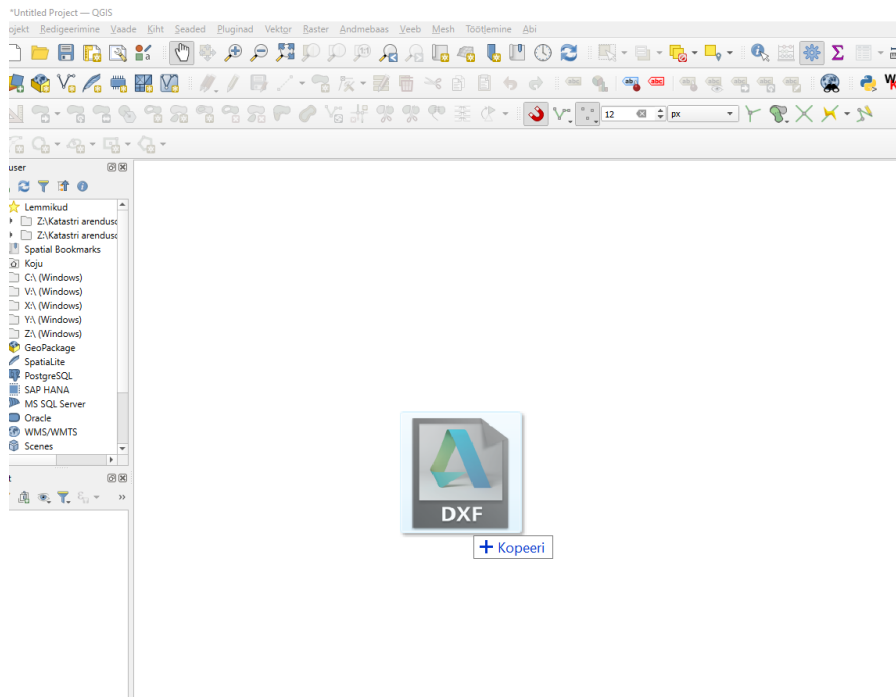 *Untitled Project — QGIS
ojekt Redigeerimine Vaade Kiht Seaded Pluginad Vektor Raster Andmebaas Veeb Mesh Töötlemine Abi
12 px
user
Lemmikud
Z:\Katastri arendusc
Z:\Katastri arendusc
Spatial Bookmarks
Koju
C:\ (Windows)
V:\ (Windows)
X:\ (Windows)
Y:\ (Windows)
Z:\ (Windows)
GeoPackage
SpatiaLite
PostgreSQL
SAP HANA
MS SQL Server
Oracle
WMS/WMTS
Scenes
DXF
Kopeeri